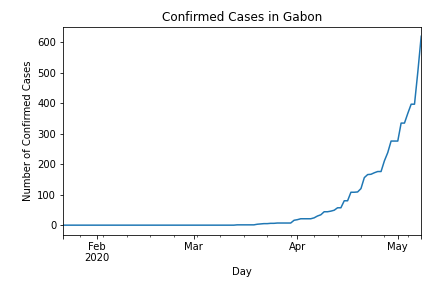 Confirmed Cases in Gabon
Number of Confirmed Cases
600
500
400
300
200
100
0
Feb Mar Apr May
2020
Day